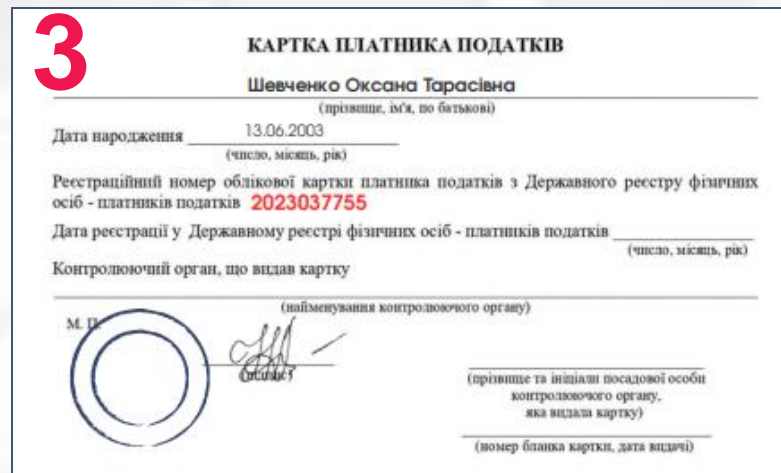 3
КАРТКА ПЛАТНИКА ПОДАТКІВ
Шевченко Оксана Тарасівна
(прізвище, ім'я, по батькові)
Дата народження 13.06.2003
(число, місяць, рік)
Реєстраційний номер облікової картки платника податків з Державного реєстру фізичних
осіб - платників податків 2023037755
Дата реєстрації у Державному реєстрі фізичних осіб - платників податків
(число, місяць, рік)
Контролюючий орган, що видав картку
(найменування контролюючого органу)
М. П.
(підпис)
(прізвище та ініціали посадової особи
контролюючого органу,
яка видала картку)
(номер бланка картки, дата видачі)